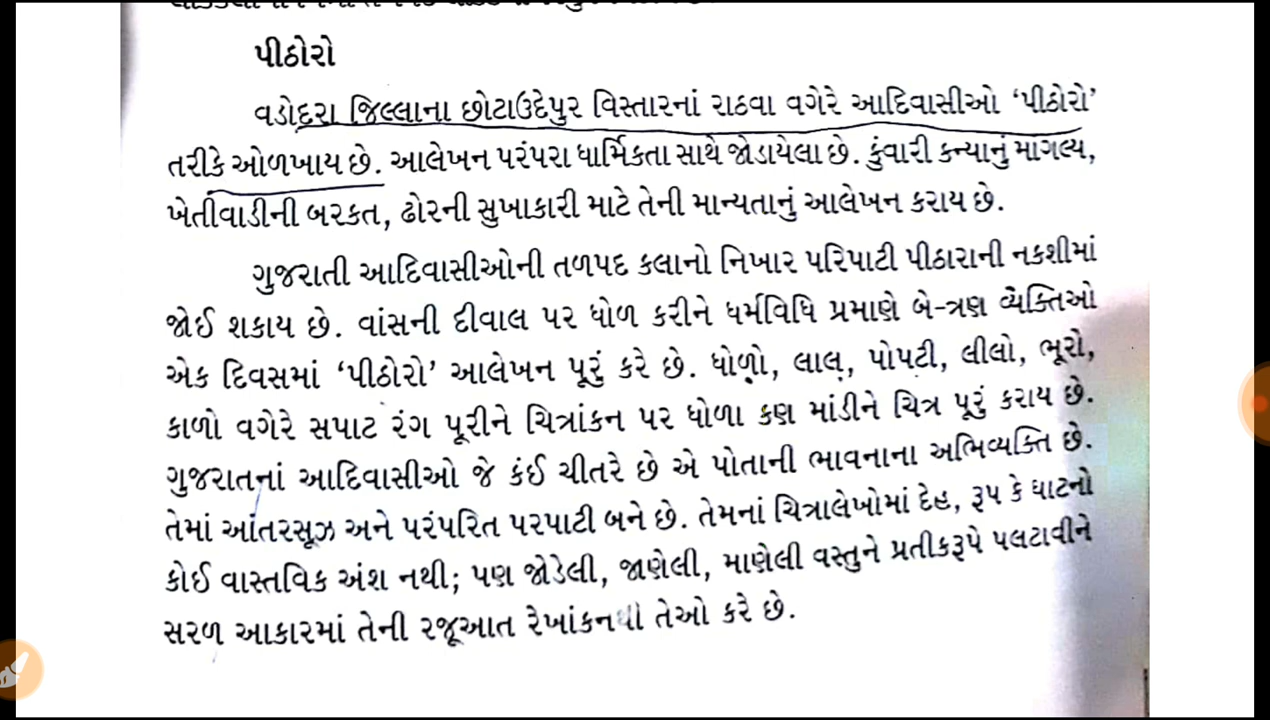 પીઠોરો
વડોદરા જિલ્લાના છોટાઉદેપુર વિસ્તારનાં રાઠવા વગેરે આદિવાસીઓ ‘પીઠોરો’
તરીકે ઓળખાય છે. આલેખન પરંપરા ધાર્મિકતા સાથે જોડાયેલા છે. કુંવારી કન્યાનું માંગલ્ય,
ખેતીવાડીની બરકત, ઢોરની સુખાકારી માટે તેની માન્યતાનું આલેખન કરાય છે.
ગુજરાતી આદિવાસીઓની તળપદ કલાનો નિખાર પરિપાટી પીઠારાની નકશીમાં
જોઈ શકાય છે. વાંસની દીવાલ પર ધોળ કરીને ધર્મવિધિ પ્રમાણે બે-ત્રણ વ્યક્તિઓ
એક દિવસમાં ‘પીઠોરો’ આલેખન પૂરું કરે છે. ધોળો, લાલ, પોપટી, લીલો, ભૂરો,
કાળો વગેરે સપાટ રંગ પૂરીને ચિત્રાંકન પર ધોળા કણ માંડીને ચિત્ર પૂરું કરાય છે.
ગુજરાતનાં આદિવાસીઓ જે કંઈ ચીતરે છે એ પોતાની ભાવનાના અભિવ્યક્તિ છે.
તેમાં આંતરસૂઝ અને પરંપરિત પરપાટી બને છે. તેમનાં ચિત્રાલેખોમાં દેહ, રૂપ કે ઘાટનો
કોઈ વાસ્તવિક અંશ નથી; પણ જોડેલી, જાણેલી, માણેલી વસ્તુને પ્રતીકરૂપે પલટાવીને
સરળ આકારમાં તેની રજૂઆત રેખાંકનથી તેઓ કરે છે.